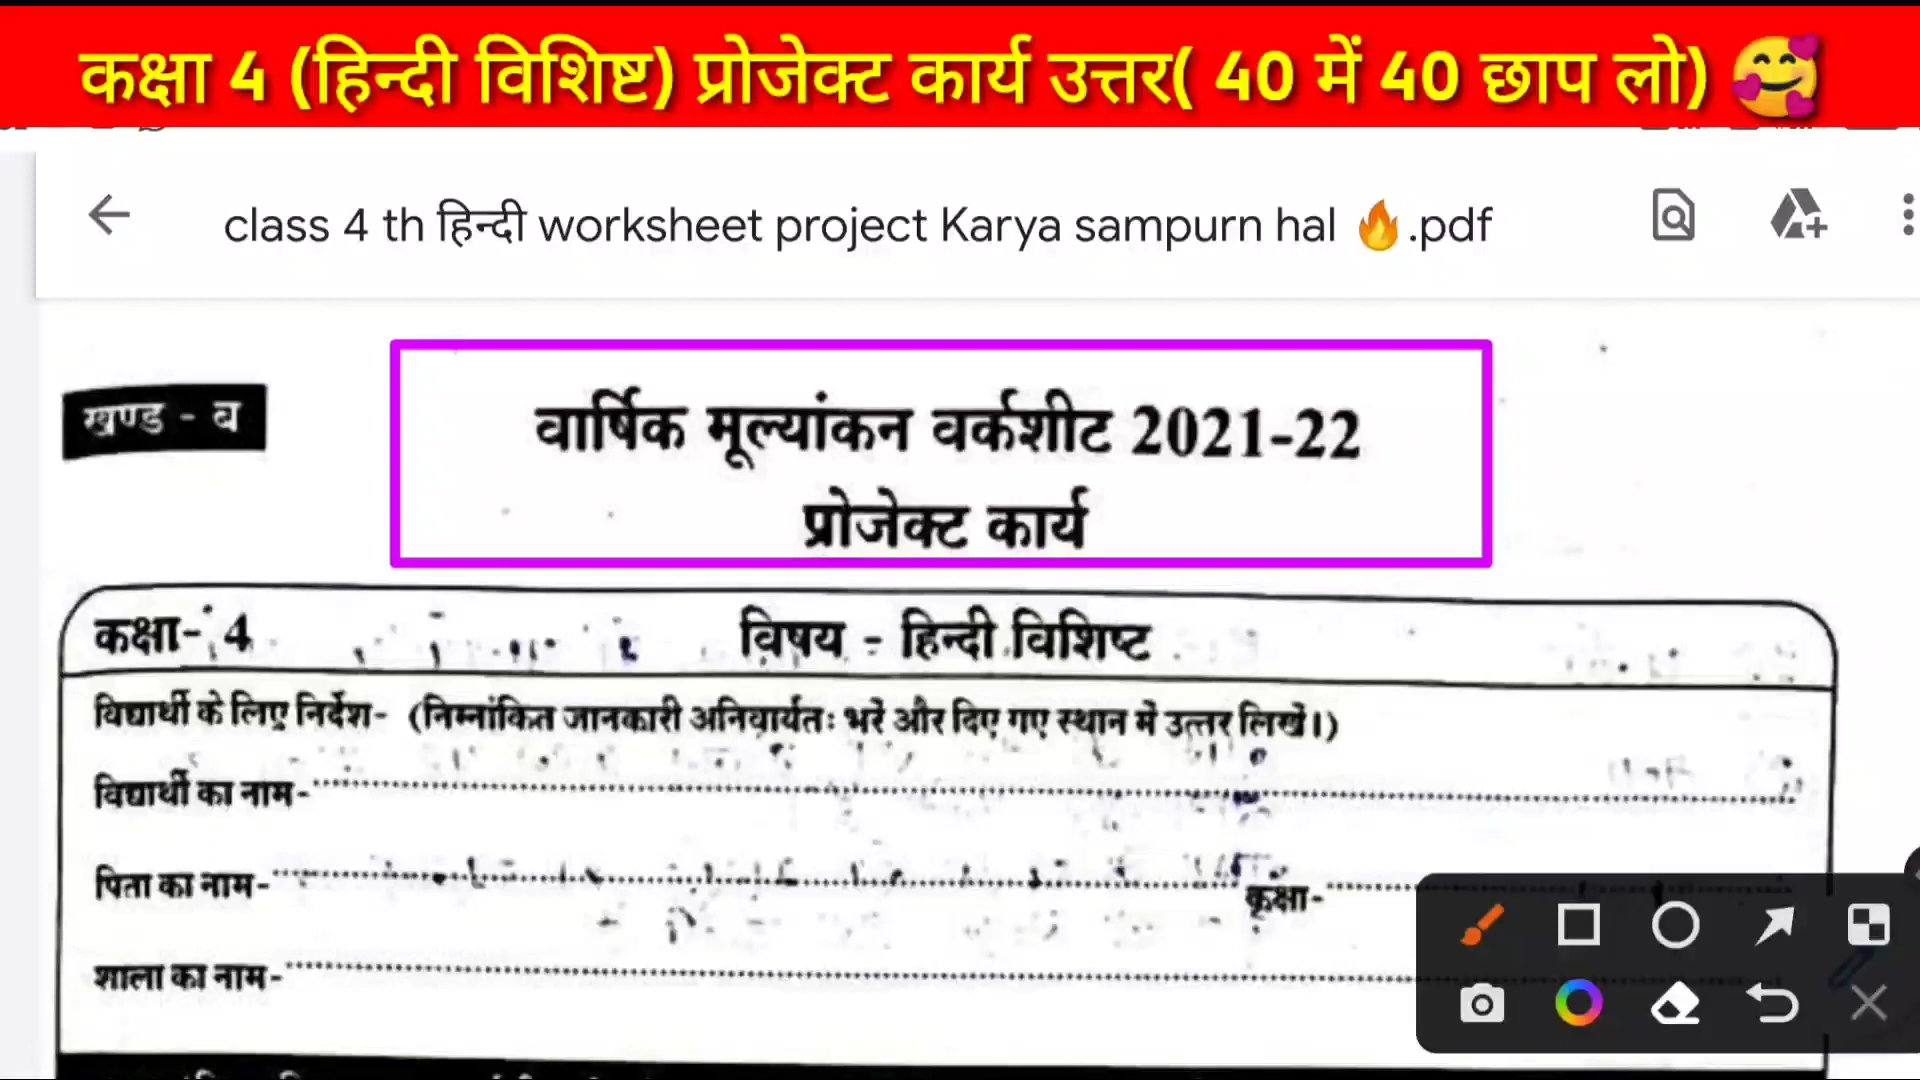 कक्षा 4 (हिन्दी विशिष्ट) प्रोजेक्ट कार्य उत्तर( 40 में 40 छाप लो) 🥰
class 4 th हिन्दी worksheet project Karya sampurn hal 🔥.pdf
खण्ड - ब
वार्षिक मूल्यांकन वर्कशीट 2021-22
प्रोजेक्ट कार्य
कक्षा- 4 विषय - हिन्दी विशिष्ट
विद्यार्थी के लिए निर्देश- (निम्नांकित जानकारी अनिवार्यतः भरें और दिए गए स्थान में उत्तर लिखें।)
विद्यार्थी का नाम-
पिता का नाम- कक्षा-
शाला का नाम-